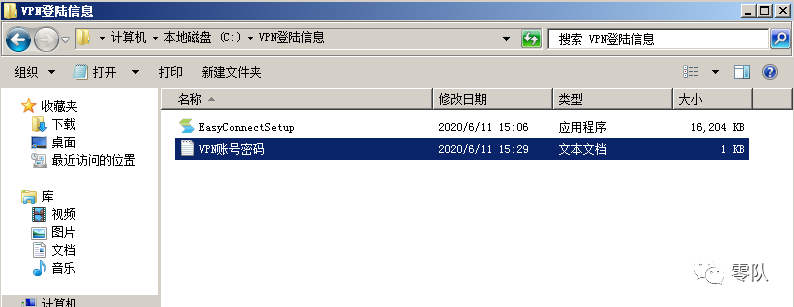 VPN登陆信息
计算机 本地磁盘 (C:) VPN登陆信息
搜索 VPN登陆信息
组织 打开 打印 新建文件夹
名称 修改日期 类型 大小
收藏夹
下载
桌面
最近访问的位置
库
视频
图片
文档
音乐
计算机
EasyConnectSetup 2020/6/11 15:06 应用程序 16,204 KB
VPN账号密码 2020/6/11 15:29 文本文档 1 KB
零队